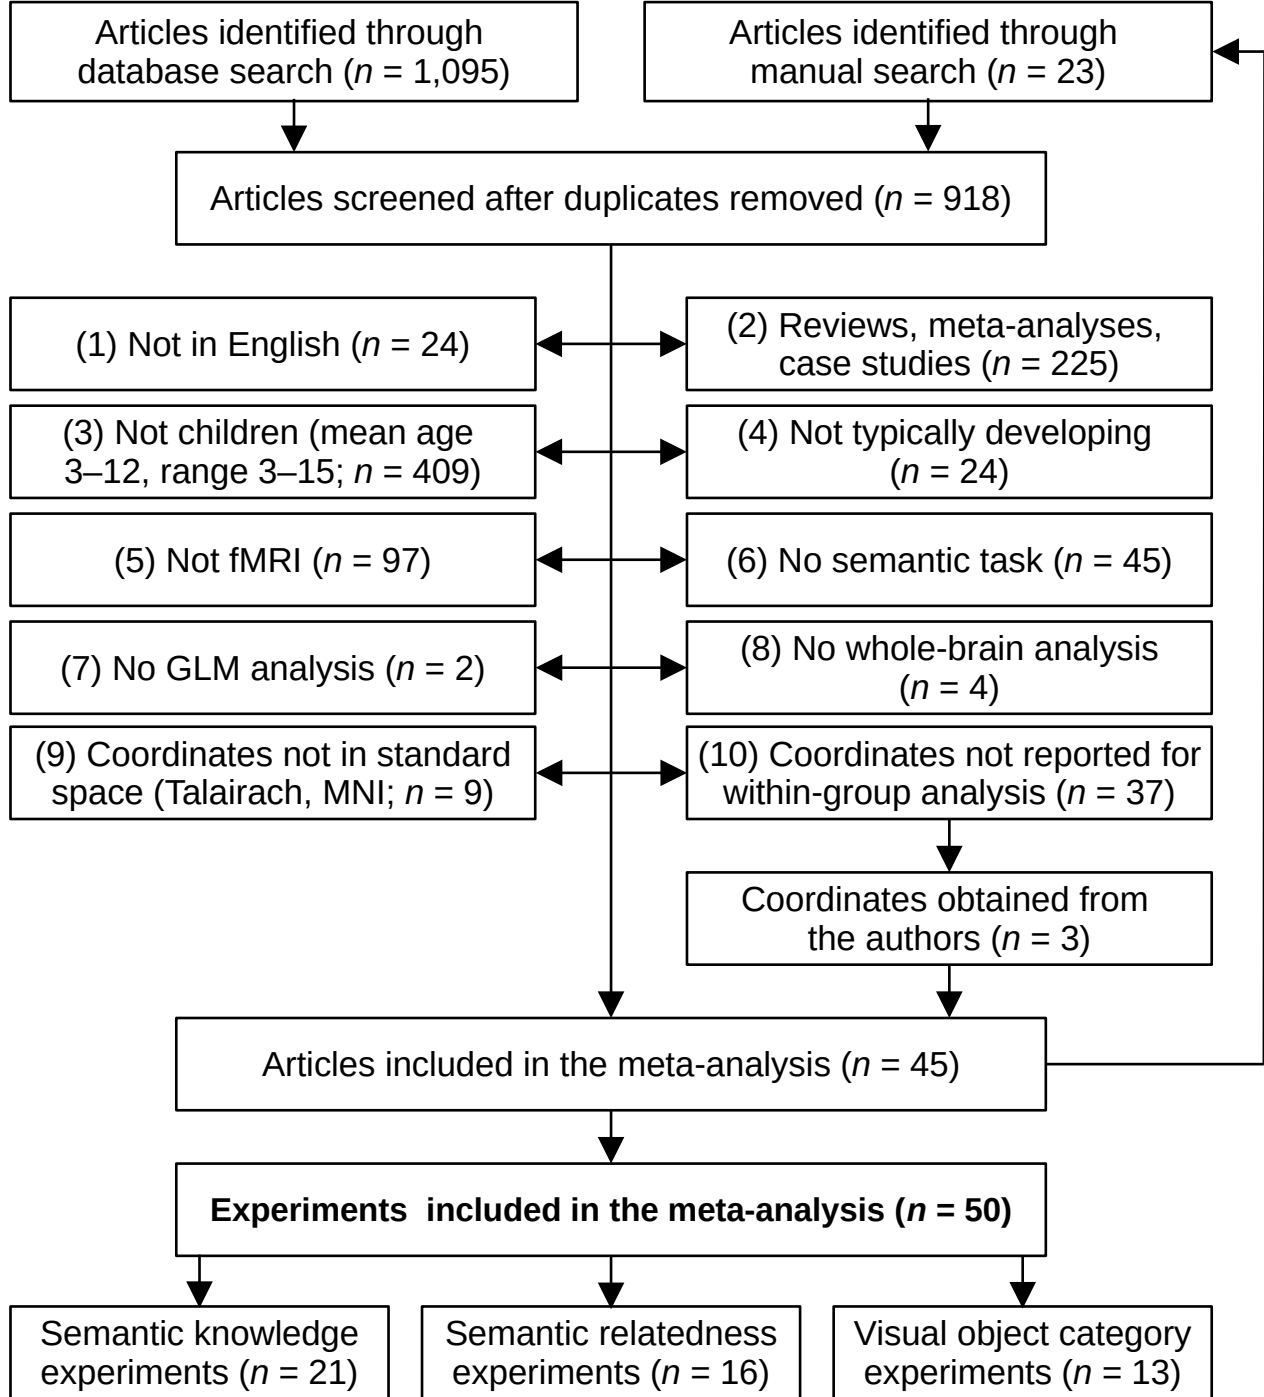 Articles identified through
database search (n = 1,095)
Articles identified through
manual search (n = 23)
Articles screened after duplicates removed (n = 918)
(1) Not in English (n = 24)
(2) Reviews, meta-analyses,
case studies (n = 225)
(3) Not children (mean age
3–12, range 3–15; n = 409)
(4) Not typically developing
(n = 24)
(5) Not fMRI (n = 97)
(6) No semantic task (n = 45)
(7) No GLM analysis (n = 2)
(8) No whole-brain analysis
(n = 4)
(9) Coordinates not in standard
space (Talairach, MNI; n = 9)
(10) Coordinates not reported for
within-group analysis (n = 37)
Coordinates obtained from
the authors (n = 3)
Articles included in the meta-analysis (n = 45)
Experiments  included in the meta-analysis (n = 50)
Semantic knowledge
experiments (n = 21)
Semantic relatedness
experiments (n = 16)
Visual object category
experiments (n = 13)